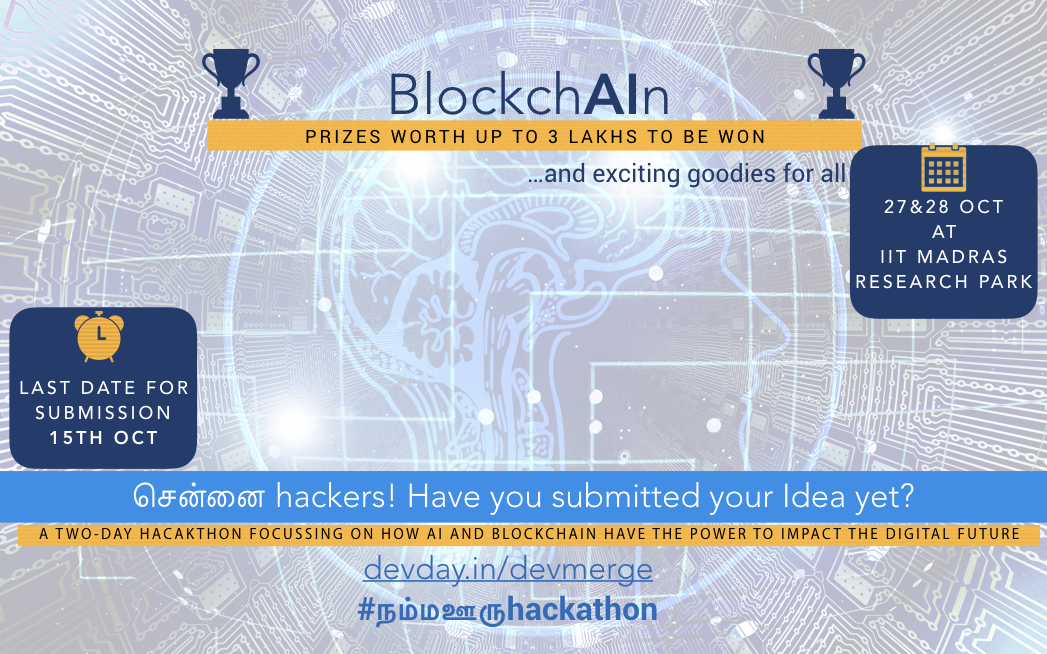 BlockchAIn
PRIZES WORTH UP TO 3 LAKHS TO BE WON
...and exciting goodies for all
27&28 OCT
AT
IIT MADRAS
RESEARCH PARK
LAST DATE FOR
SUBMISSION
15TH OCT
சென்னை hackers! Have you submitted your Idea yet?
A TWO-DAY HACAKTHON FOCUSSING ON HOW AI AND BLOCKCHAIN HAVE THE POWER TO IMPACT THE DIGITAL FUTURE
devday.in/devmerge
#நம்மஊருhackathon